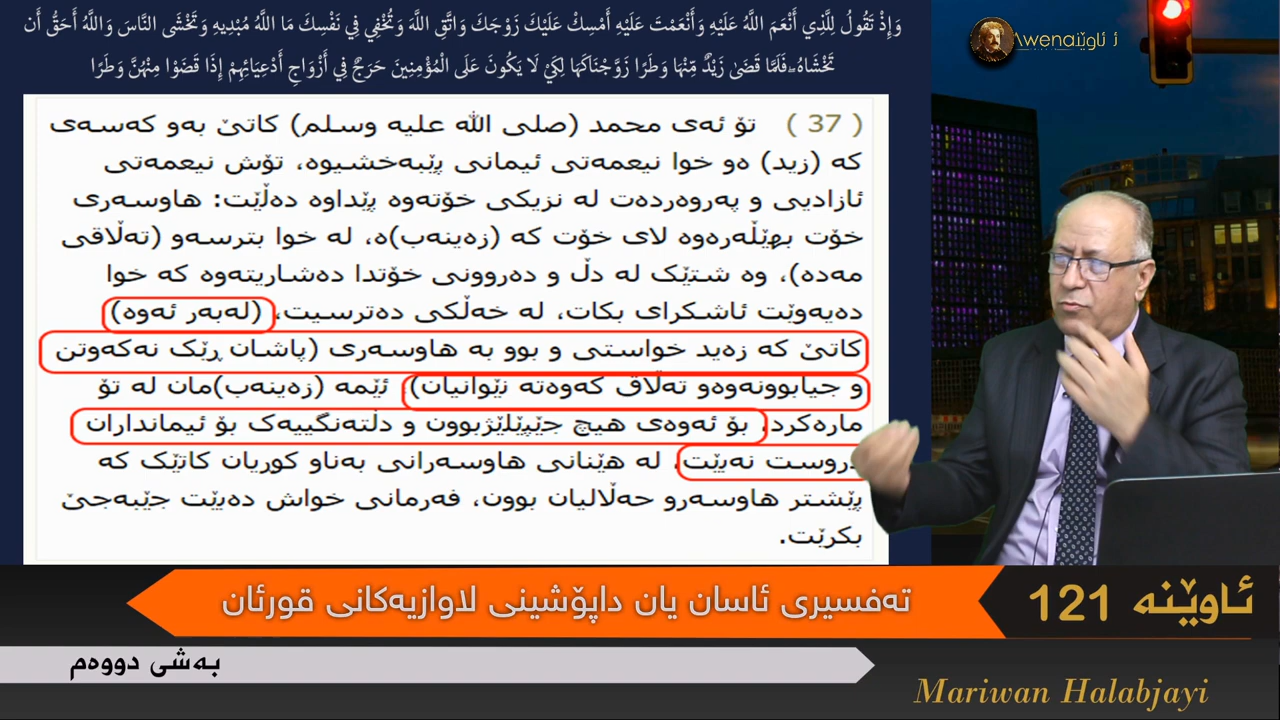 وَإِذْ تَقُولُ لِلَّذِي أَنْعَمَ اللَّهُ عَلَيْهِ وَأَنْعَمْتَ عَلَيْهِ أَمْسِكْ عَلَيْكَ زَوْجَكَ وَاتَّقِ اللَّهَ وَتُخْفِي فِي نَفْسِكَ مَا اللَّهُ مُبْدِيهِ وَتَخْشَى النَّاسَ وَاللَّهُ أَحَقُّ أَن
تَخْشَاهُ ۖ فَلَمَّا قَضَىٰ زَيْدٌ مِّنْهَا وَطَرًا زَوَّجْنَاكَهَا لِكَيْ لَا يَكُونَ عَلَى الْمُؤْمِنِينَ حَرَجٌ فِي أَزْوَاجِ أَدْعِيَائِهِمْ إِذَا قَضَوْا مِنْهُنَّ وَطَرًا
Awena ئاوێنە
( 37 ) تۆ ئەی محمد (صلی الله علیه وسلم) کاتێ بەو کەسەی
کە (زید) ەو خوا نیعمەتی ئیمانی پێبەخشیوە، تۆش نیعمەتی
ئازادیی و پەروەردەت لە نزیکی خۆتەوە پێداوە دەڵێت: هاوسەری
خۆت بهێڵەرەوە لای خۆت کە (زەینەب)ە، لە خوا بترسەو (تەڵاقی
مەدە)، وە شتێک لە دڵ و دەروونی خۆتدا دەشاریتەوە کە خوا
دەیەوێت ئاشکرای بکات، لە خەڵکی دەترسیت، (لەبەر ئەوە)
کاتێ کە زەید خواستی و بوو بە هاوسەری (پاشان ڕێک نەکەوتن
و جیابوونەوەو تەڵاق کەوەتە نێوانیان) ئێمە (زەینەب)مان لە تۆ
مارەکرد، بۆ ئەوەی هیچ جێپێلێژبوون و دڵتەنگییەک بۆ ئیمانداران
دروست نەبێت، لە هێنانی هاوسەرانی بەناو کوڕیان کاتێک کە
پێشتر هاوسەرو حەڵالیان بوون، فەرمانی خواش دەبێت جێبەجێ
بکرێت.
تەفسیری ئاسان یان داپۆشینی لاوازیەکانی قورئان
ئاوێنە 121
بەشی دووەم
Mariwan Halabjayi